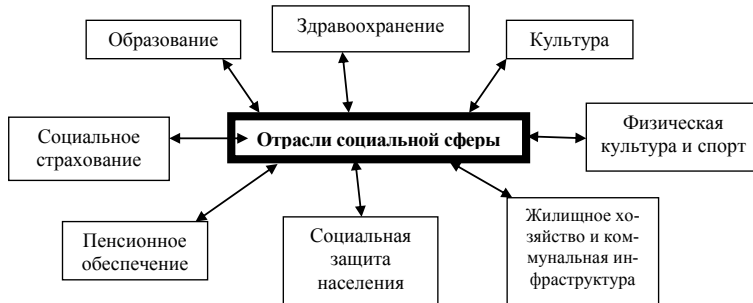 Здравоохранение
Образование
Культура
Социальное
страхование
Отрасли социальной сферы
Физическая
культура и спорт
Пенсионное
обеспечение
Социальная
защита
населения
Жилищное хо-
зяйство и ком-
мунальная ин-
фраструктура